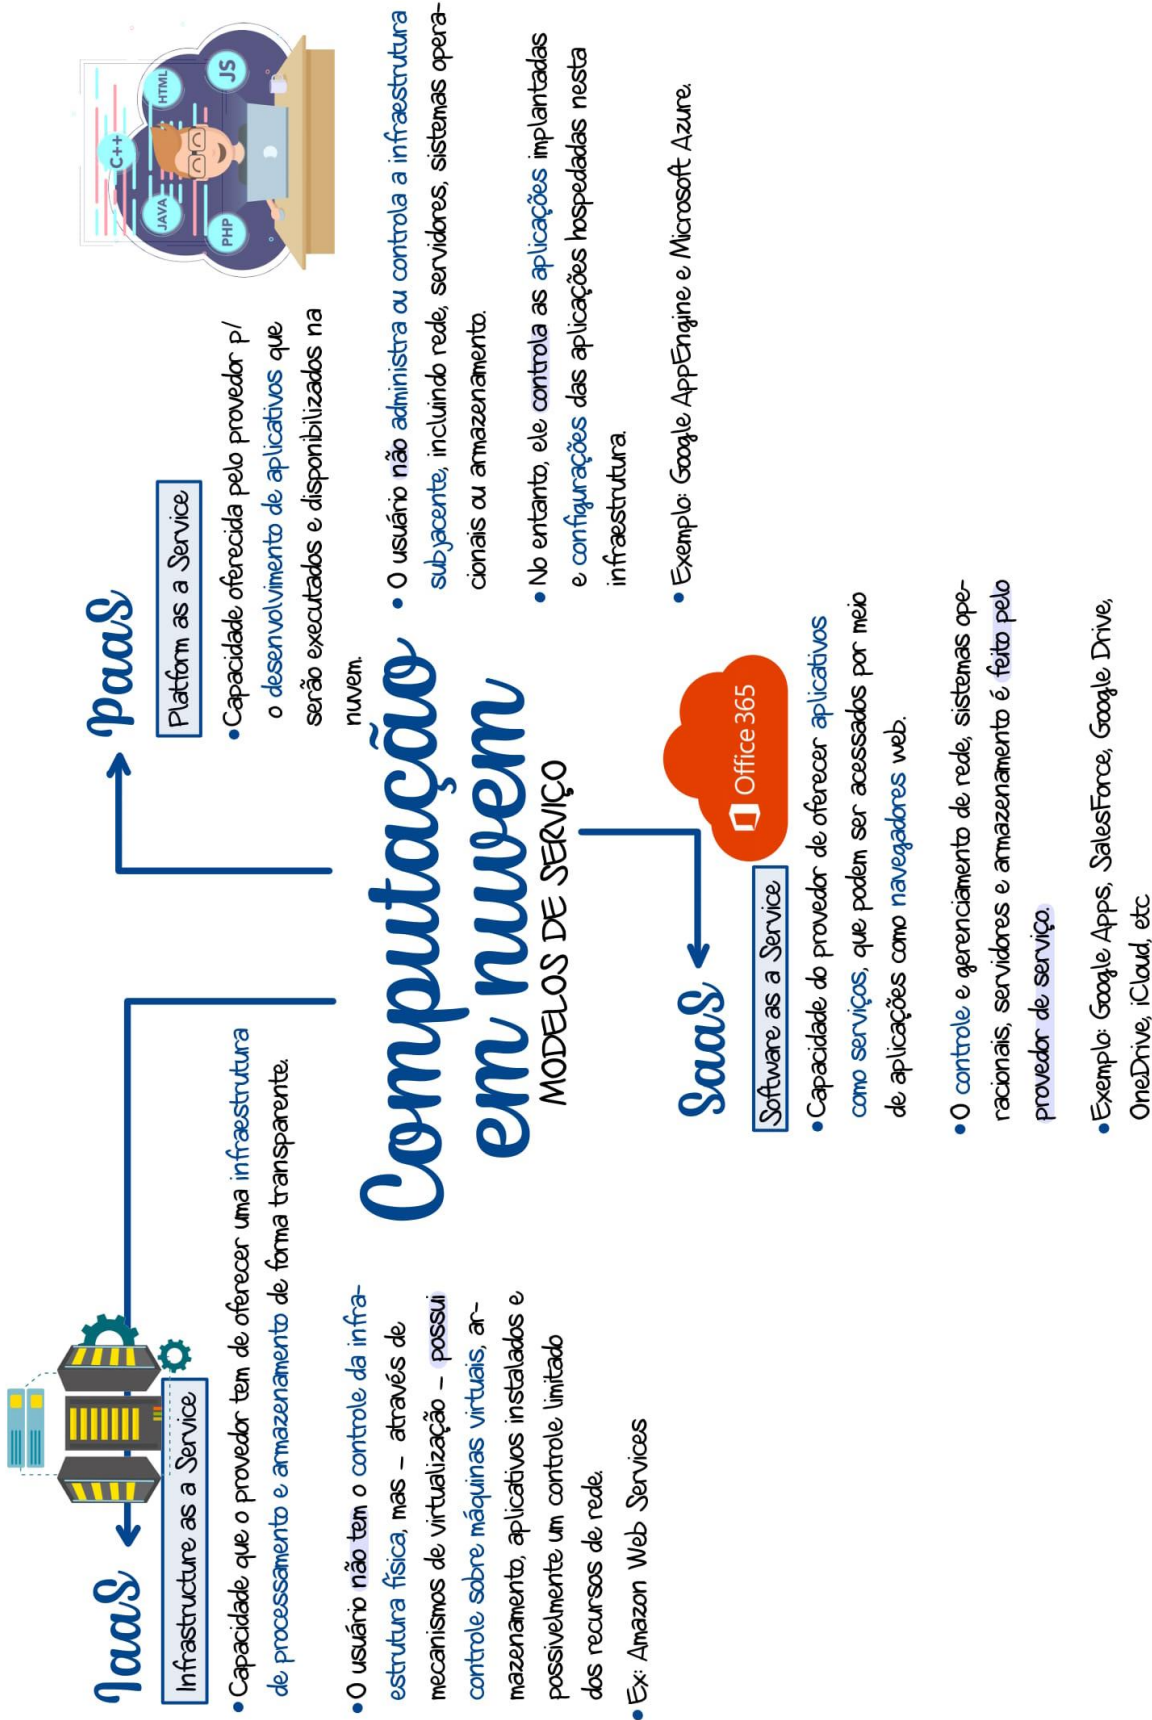 Computação
em nuvem
MODELOS DE SERVIÇO
IaaS
Infrastructure as a Service
•Capacidade que o provedor tem de oferecer uma infraestrutura
de processamento e armazenamento de forma transparente.
•O usuário não tem o controle da infra-
estrutura física, mas - através de
mecanismos de virtualização - possui
controle sobre máquinas virtuais, ar-
mazenamento, aplicativos instalados e
possivelmente um controle limitado
dos recursos de rede.
• Ex: Amazon Web Services
PaaS
Platform as a Service
•Capacidade oferecida pelo provedor p/
o desenvolvimento de aplicativos que
serão executados e disponibilizados na
nuvem.
C++
HTML
JS
JAVA
PHP
• O usuário não administra ou controla a infraestrutura
subjacente, incluindo rede, servidores, sistemas opera-
cionais ou armazenamento.
• No entanto, ele controla as aplicações implantadas
e configurações das aplicações hospedadas nesta
infraestrutura.
• Exemplo: Google AppEngine e Microsoft Azure.
SaaS
Software as a Service
Office 365
•Capacidade do provedor de oferecer aplicativos
como serviços, que podem ser acessados por meio
de aplicações como navegadores web.
•O controle e gerenciamento de rede, sistemas ope-
racionais, servidores e armazenamento é feito pelo
provedor de serviço.
•Exemplo: Google Apps, SalesForce, Google Drive,
OneDrive, iCloud, etc